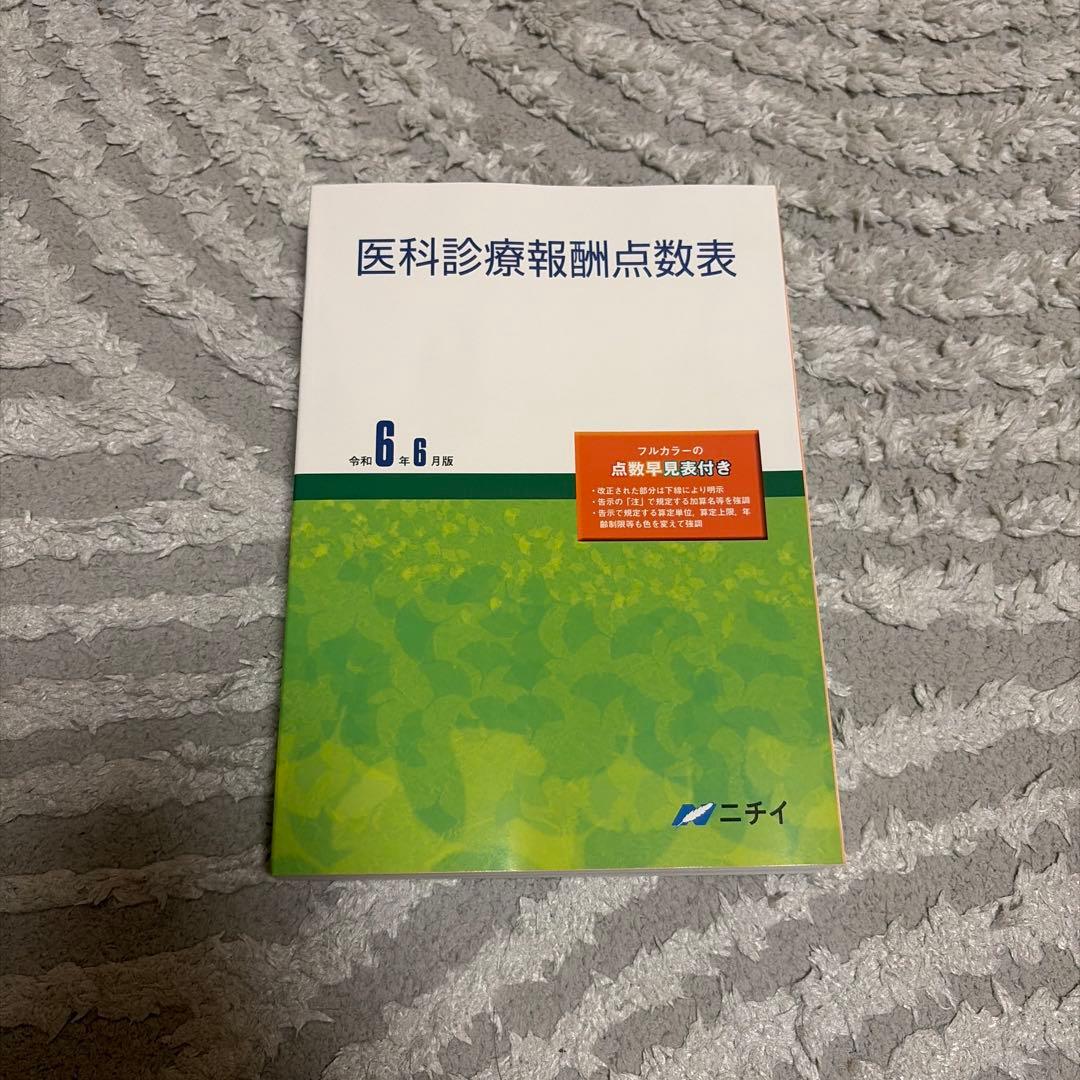 医科診療報酬点数表
令和6年6月版
フルカラーの
点数早見表付き
・改正された部分は下線により明示
・告示の「注」で規定する加算名等を強調
・告示で規定する算定単位，算定上限，年
齢制限等も色を変えて強調
ニチイ